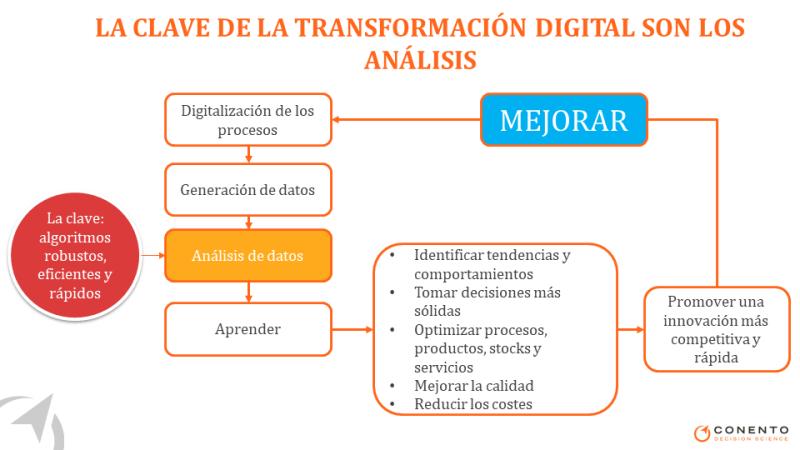 LA CLAVE DE LA TRANSFORMACIÓN DIGITAL SON LOS
ANÁLISIS
Digitalización de los
procesos
MEJORAR
Generación de datos
La clave:
algoritmos
robustos,
eficientes y
rápidos
Análisis de datos
Aprender
• Identificar tendencias y
comportamientos
• Tomar decisiones más
sólidas
• Optimizar procesos,
productos, stocks y
servicios
• Mejorar la calidad
• Reducir los costes
Promover una
innovación más
competitiva y
rápida
CONENTO
DECISION SCIENCE